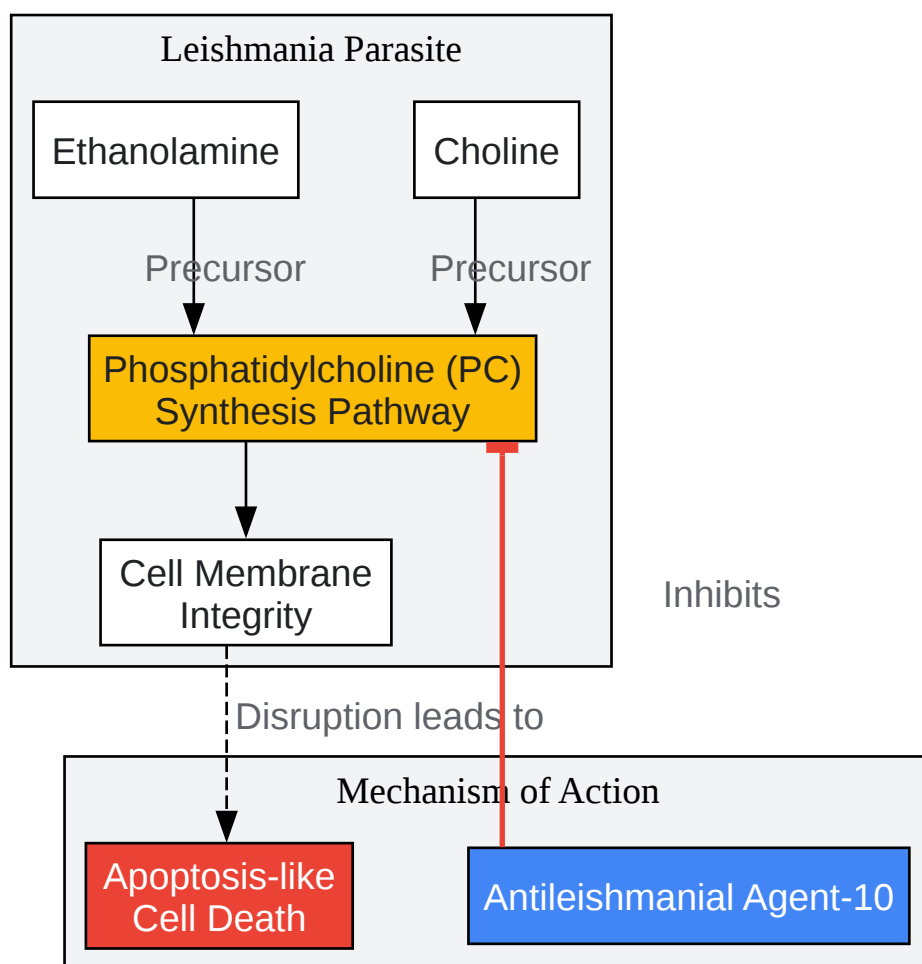 Leishmania Parasite
Ethanolamine
Choline
Precursor
Precursor
Phosphatidylcholine (PC)
Synthesis Pathway
Cell Membrane
Integrity
Inhibits
Disruption leads to
Mechanism of Action
Apoptosis-like
Cell Death
Antileishmanial Agent-10